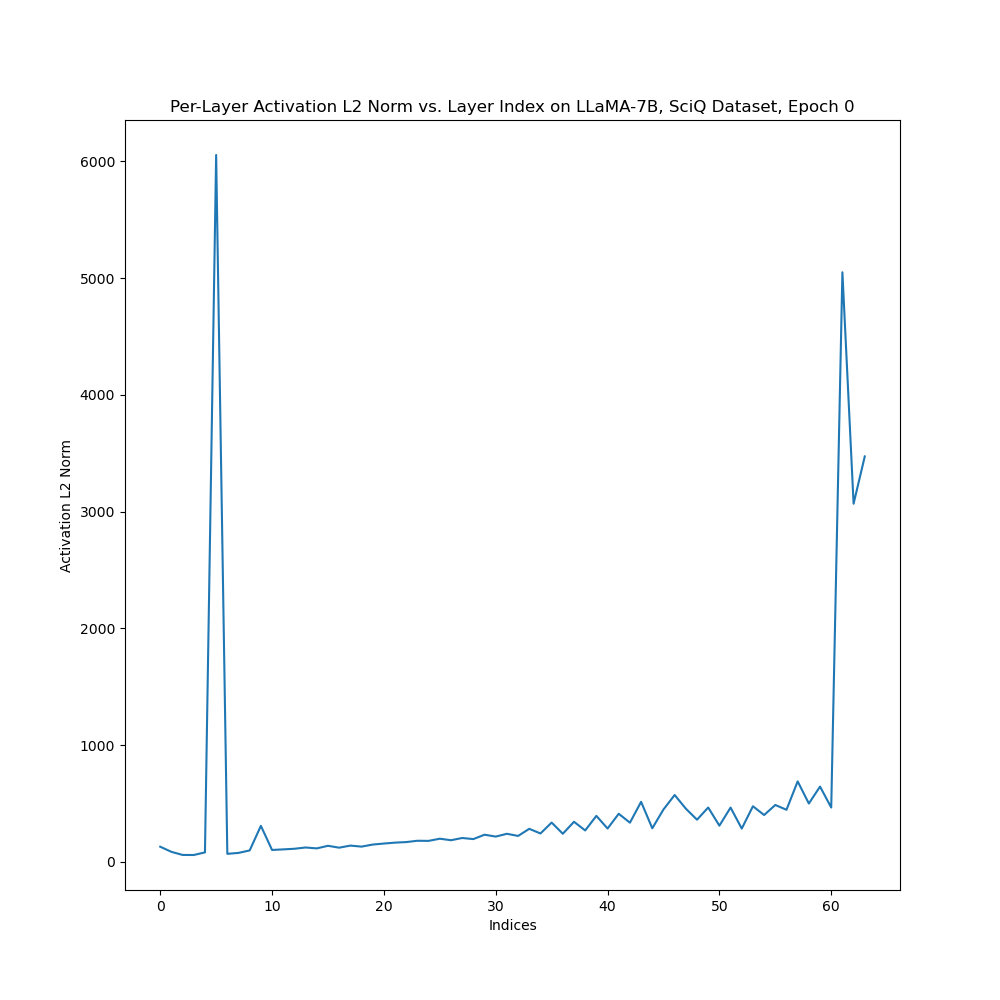 Per-Layer Activation L2 Norm vs. Layer Index on LLaMA-7B, SciQ Dataset, Epoch 0
6000
5000
4000
3000
2000
1000
0
Activation L2 Norm
0 10 20 30 40 50 60
Indices